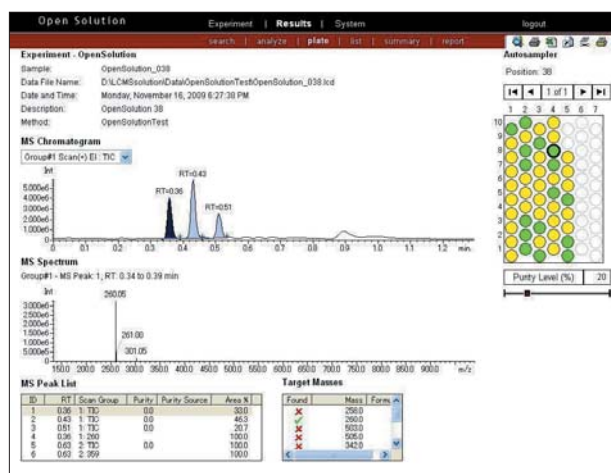 Open Solution
Experiment | Results | System
logout
search | analyze | plate | list | summary | report
Experiment - OpenSolution
Sample: OpenSolution_038
Data File Name: D:\LCMSsolution\Data\OpenSolutionTest\OpenSolution_038.lcd
Date and Time: Monday, November 16, 2009 6:27:38 PM
Description: OpenSolution 38
Method: OpenSolutionTest
Autosampler
Position: 38
1 of 1
1 2 3 4 5 6 7
10
9
8
7
6
5
4
3
2
1
Purity Level (%) 20
MS Chromatogram
Group#1 Scan(+) EI : TIC
Int
RT=0.36
RT=0.43
RT=0.51
5.000e6
4.000e6
3.000e6
2.000e6
1.000e6
0 0.1 0.2 0.3 0.4 0.5 0.6 0.7 0.8 0.9 1.0 1.1 1.2 min.
MS Spectrum
Group#1 - MS Peak: 1, RT: 0.34 to 0.39 min
Int
260.05
3.000e6
2.000e6
1.000e6
261.00
301.05
150.0 200.0 250.0 300.0 350.0 400.0 450.0 500.0 550.0 600.0 650.0 700.0 750.0 800.0 850.0 900.0 m/z
MS Peak List
ID RT Scan Group Purity Purity Source Area %
1 0.36 1: TIC 0.0 33.0
2 0.43 1: TIC 0.0 46.3
3 0.51 1: TIC 0.0 20.7
4 0.36 1: 260 100.0
5 0.63 2: TIC 0.0 100.0
6 0.63 2: 359 100.0
Target Masses
Found Mass
258.0
260.0
503.0
505.0
342.0